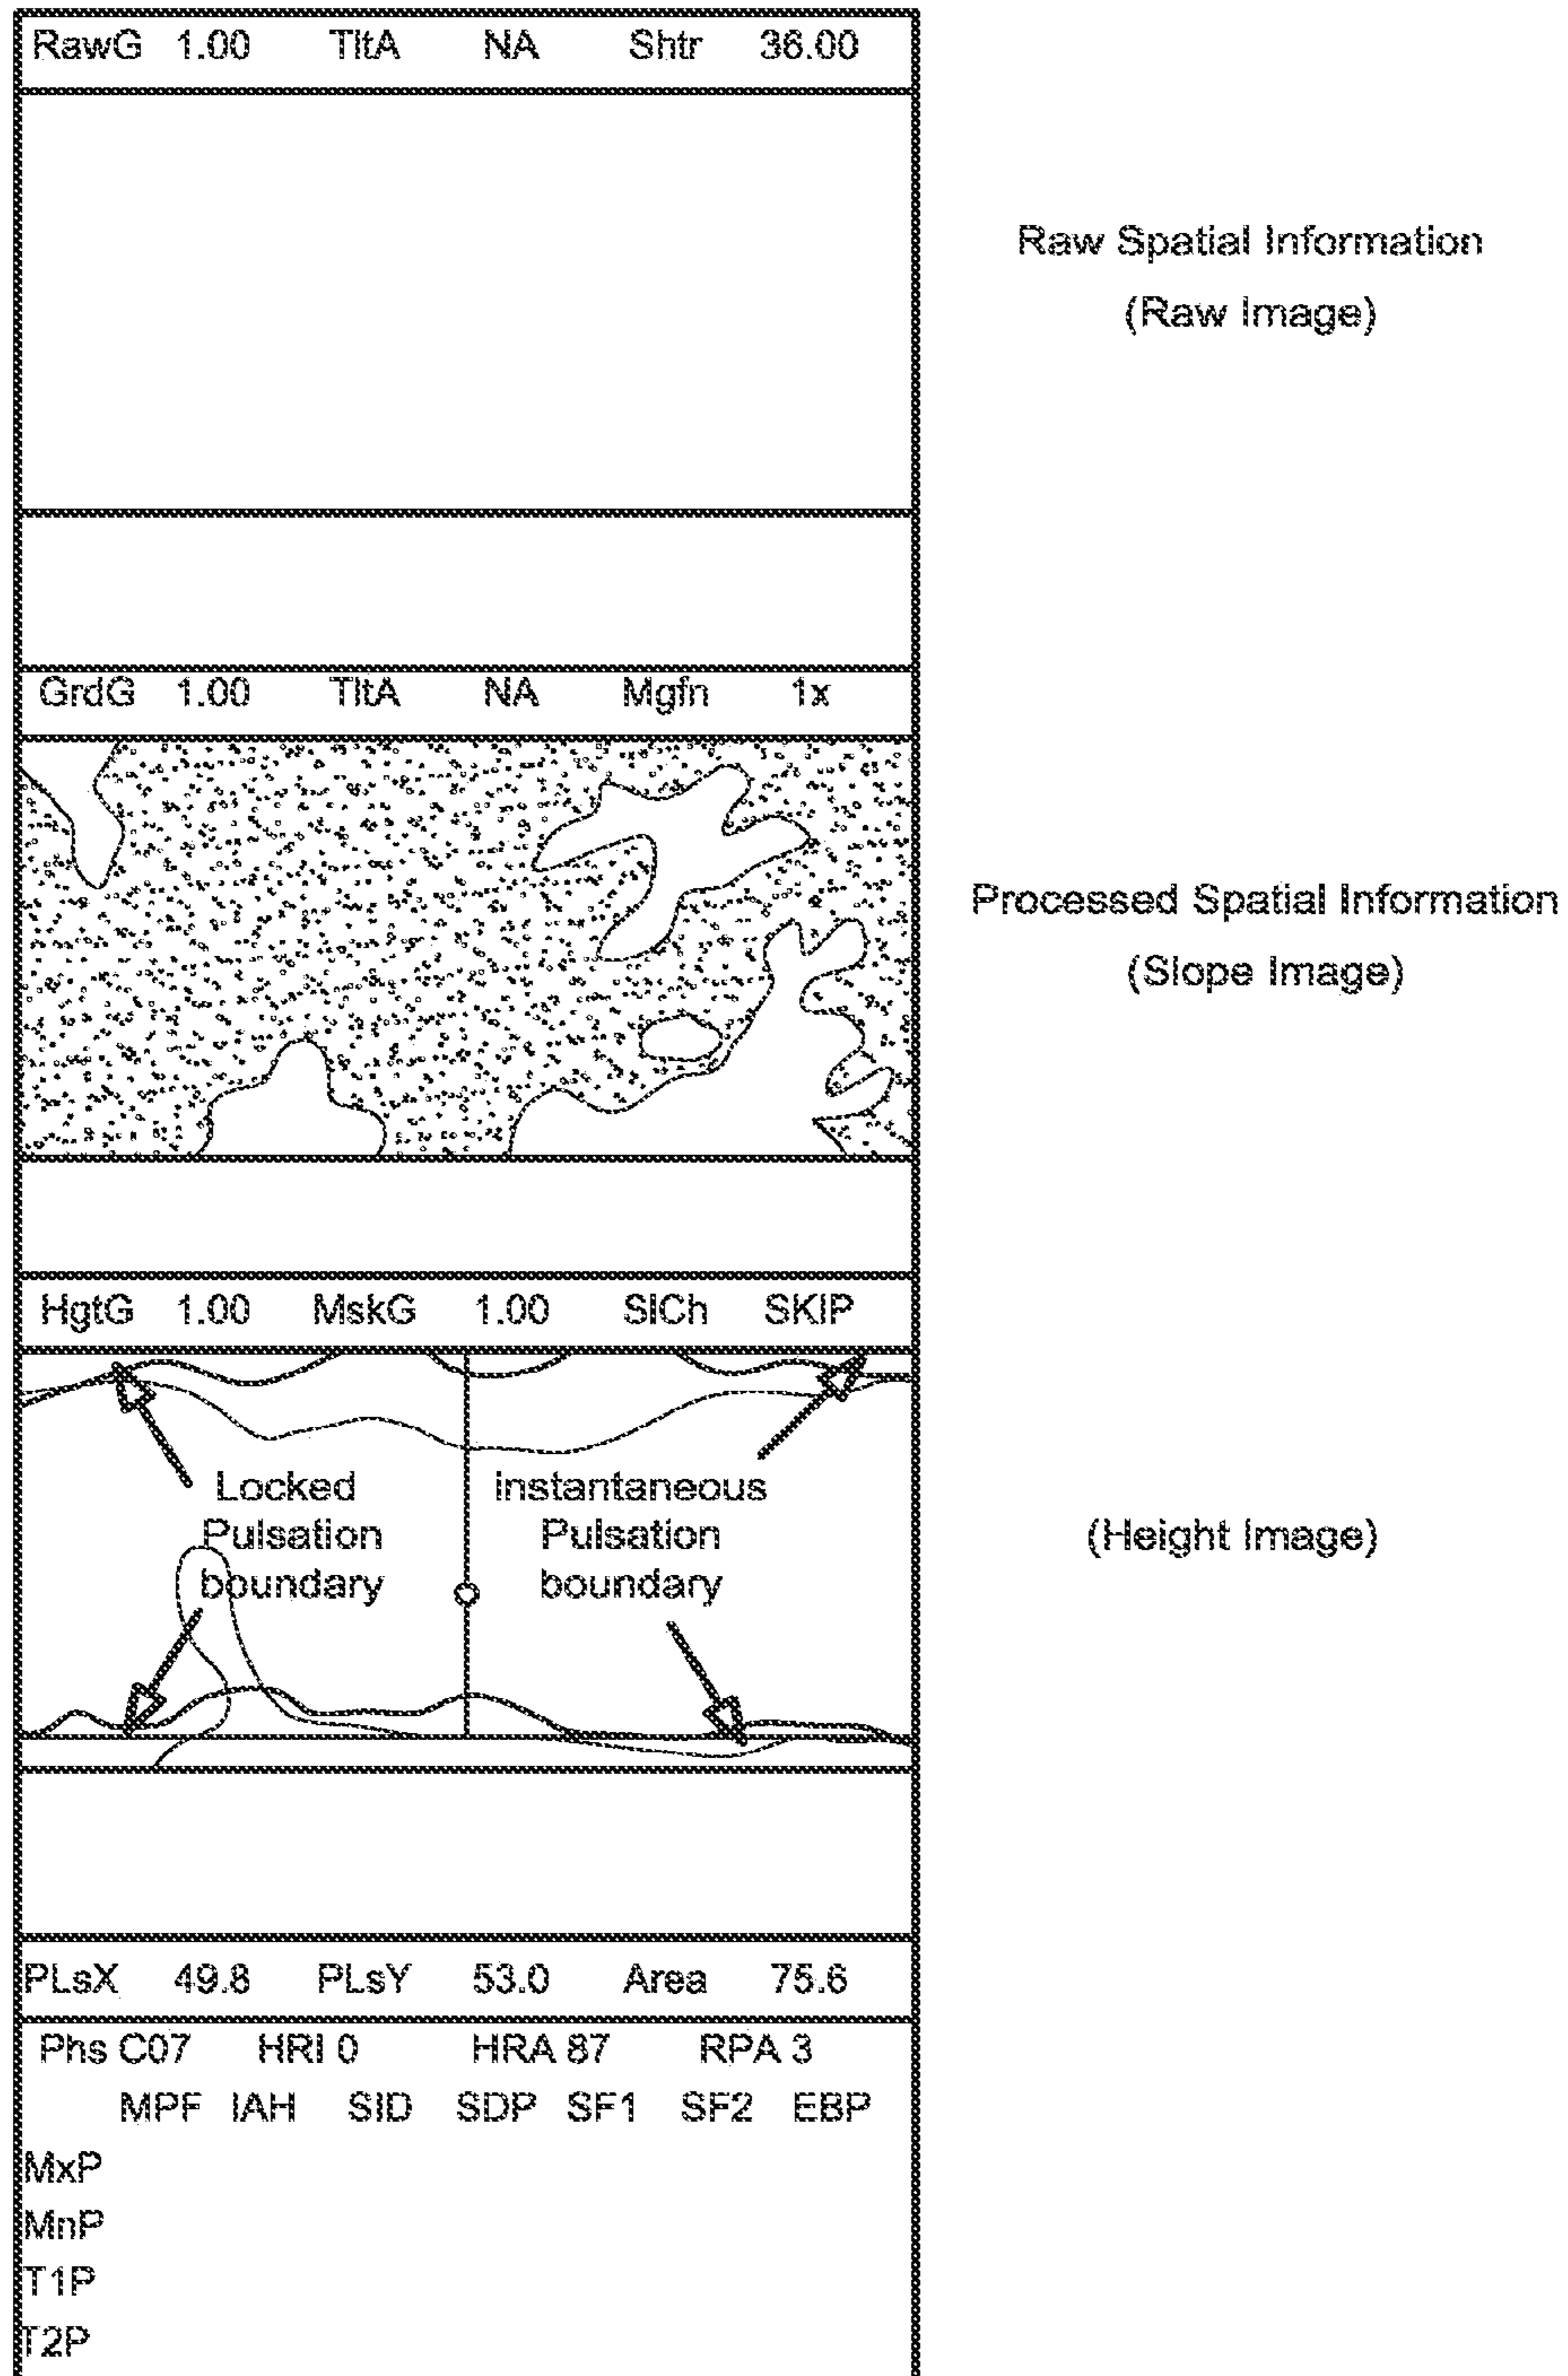 RawG 1.00 TltA NA Shtr 36.00
Raw Spatial Information
(Raw Image)
GrdG 1.00 TltA NA Mgfn 1x
Processed Spatial Information
(Slope Image)
HgtG 1.00 MskG 1.00 SlCh SKIP
Locked
Pulsation
boundary
instantaneous
Pulsation
boundary
(Height Image)
PLsX 49.8 PLsY 53.0 Area 75.6
Phs C07 HRI 0 HRA 87 RPA 3
MPF IAH SID SDP SF1 SF2 EBP
MxP
MnP
T1P
T2P